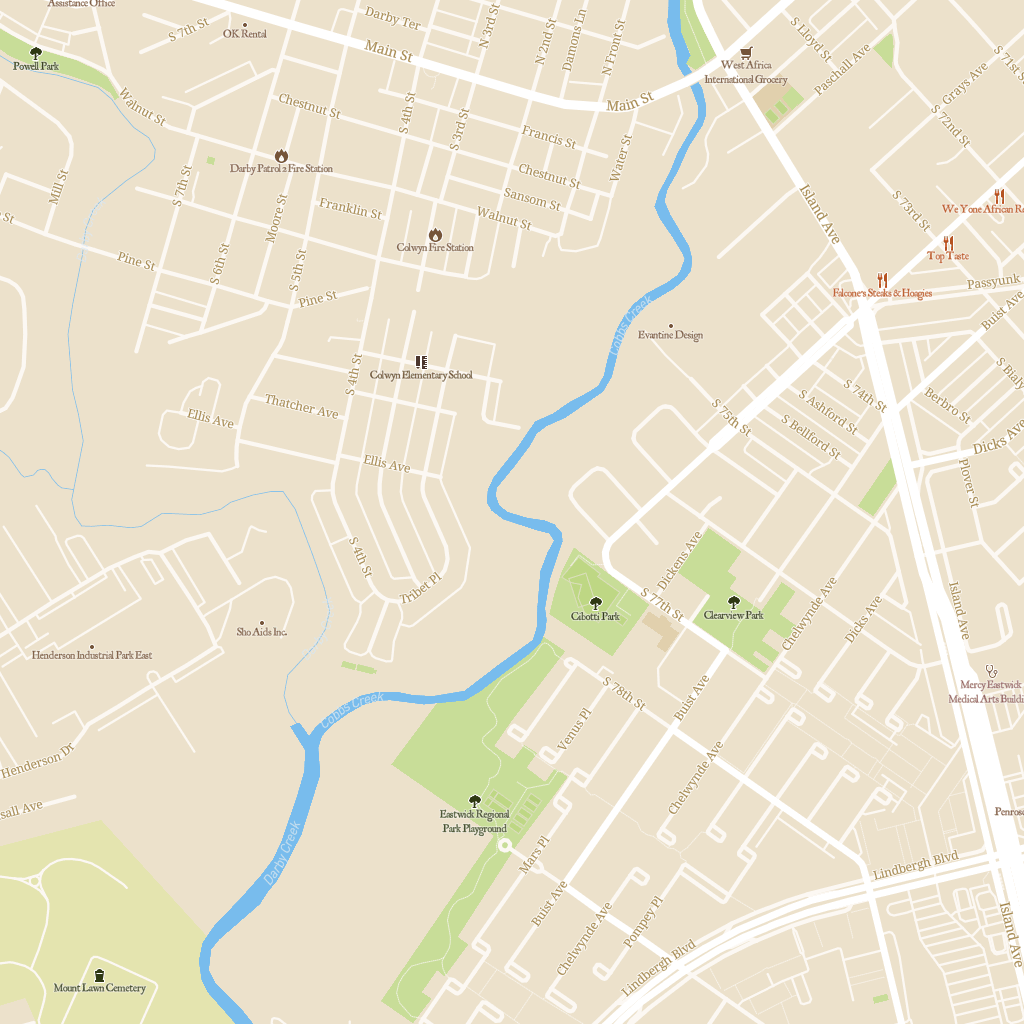 Assistance Office
S 7th St
OK Rental
Darby Ter
Main St
S 3rd St
N 3rd St
N 2nd St
Damons Ln
N Front St
West Africa
International Grocery
S Lloyd St
Paschall Ave
S 71st S
Grays Ave
S 72nd St
Powell Park
Walnut St
Chestnut St
S 4th St
Main St
Francis St
Water St
Darby Patrol 2 Fire Station
Chestnut St
Sansom St
Walnut St
Mill St
S 7th St
Franklin St
Moore St
Colwyn Fire Station
Island Ave
S 73rd St
We Yone African Re
Top Taste
Falcone's Steaks & Hoagies
Passyunk
Buist Ave
St
Pine St
S 6th St
S 5th St
Pine St
Cobbs Creek
Evantine Design
Colwyn Elementary School
S 4th St
S 75th St
S 74th St
S Ashford St
S Bellford St
Berbro St
S Bialy
Dicks Ave
Plover St
Ellis Ave
Thatcher Ave
Ellis Ave
S 4th St
Tribet Pl
Dickens Ave
S 77th St
Cibotti Park
Clearview Park
Chelwynde Ave
Dicks Ave
Island Ave
Sho Aids Inc.
Henderson Industrial Park East
Mercy Eastwick
Medical Arts Buildi
Cobbs Creek
S 78th St
Buist Ave
Venus Pl
Chelwynde Ave
Henderson Dr
sall Ave
Eastwick Regional
Park Playground
Penrose
Darby Creek
Mars Pl
Lindbergh Blvd
Buist Ave
Chelwynde Ave
Pompey Pl
Lindbergh Blvd
Island Ave
Mount Lawn Cemetery